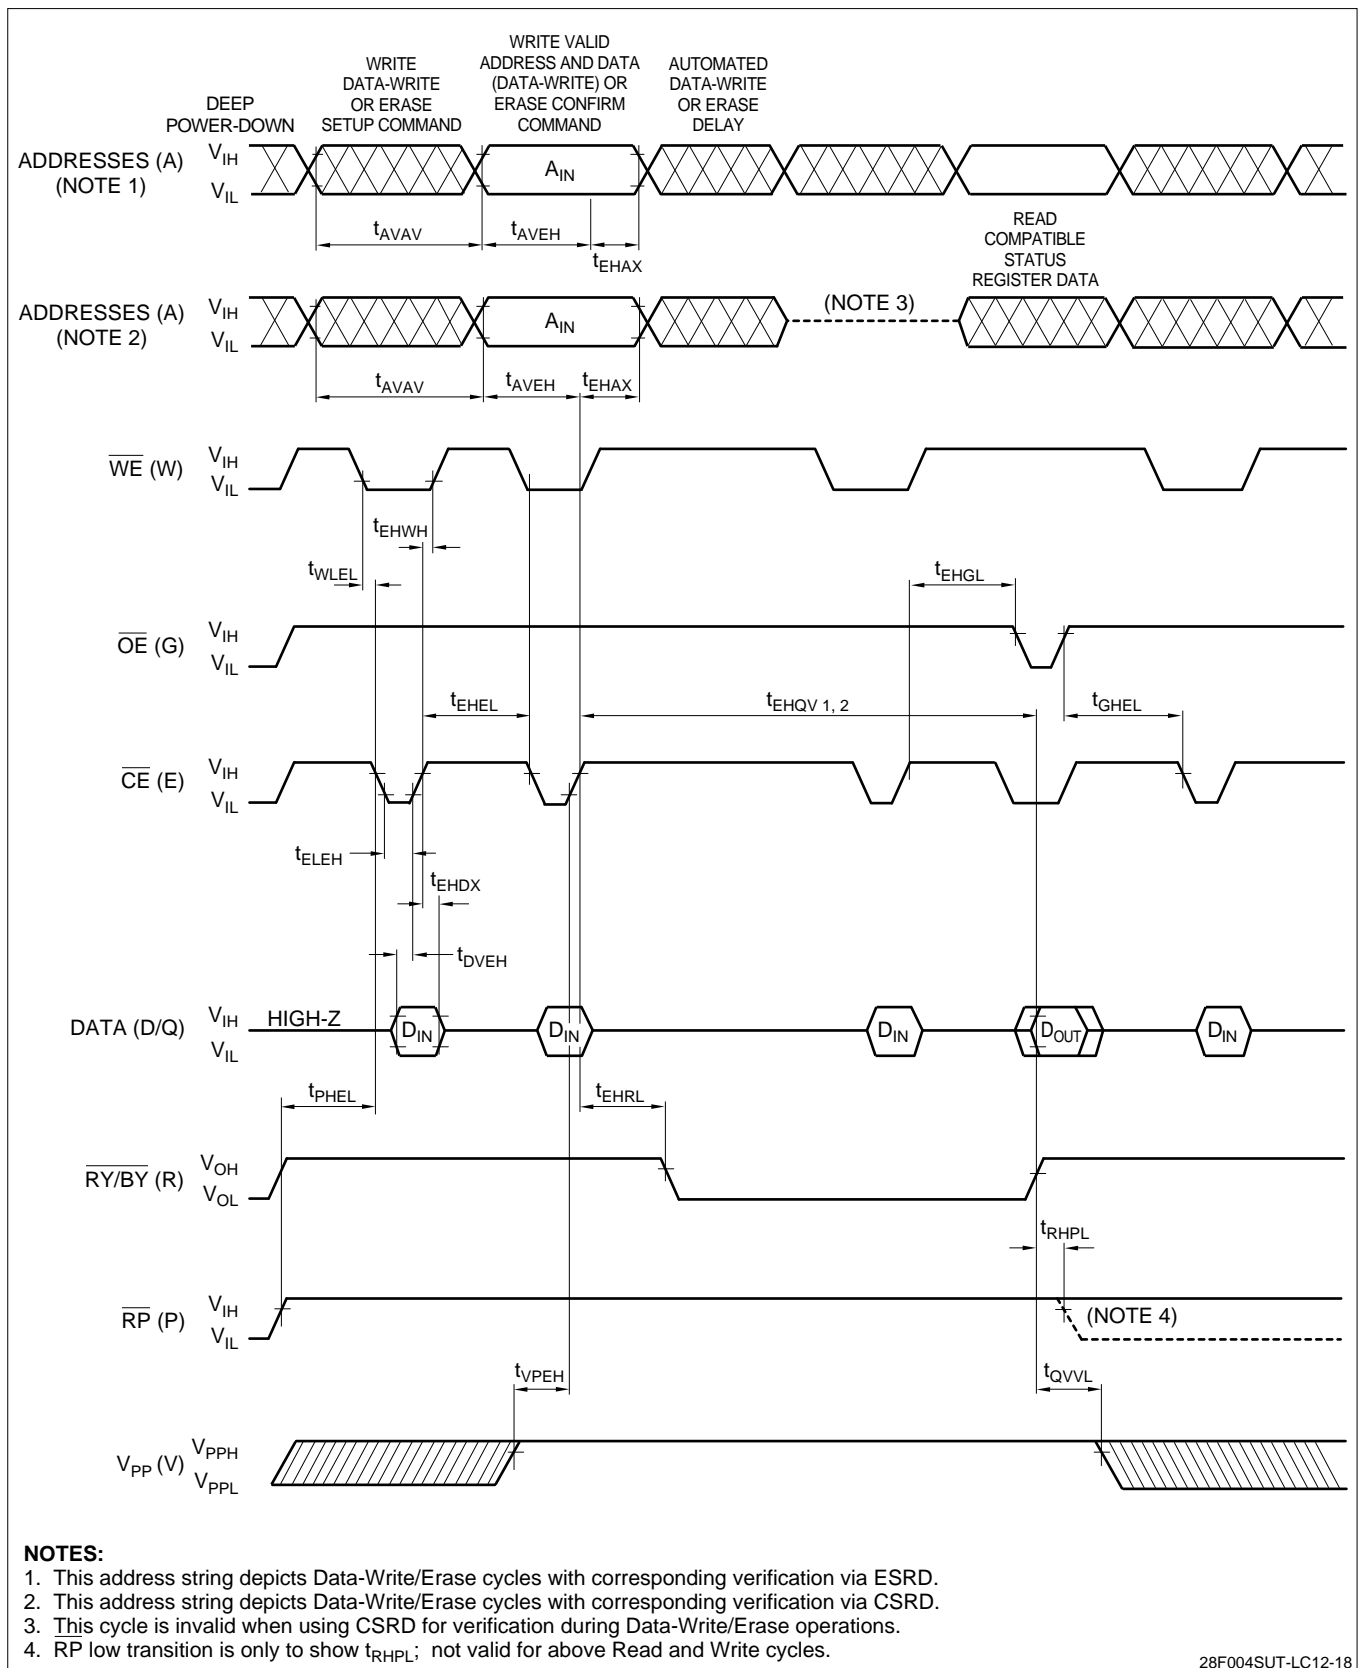 DEEP
POWER-DOWN
WRITE
DATA-WRITE
OR ERASE
SETUP COMMAND
WRITE VALID
ADDRESS AND DATA
(DATA-WRITE) OR
ERASE CONFIRM
COMMAND
AUTOMATED
DATA-WRITE
OR ERASE
DELAY
ADDRESSES (A)
(NOTE 1)
VIH
VIL
AIN
tAVAV
tAVEH
tEHAX
READ
COMPATIBLE
STATUS
REGISTER DATA
ADDRESSES (A)
(NOTE 2)
VIH
VIL
AIN
(NOTE 3)
tAVAV
tAVEH
tEHAX
WE (W)
VIH
VIL
tEHWH
tWLEL
tEHGL
OE (G)
VIH
VIL
tEHEL
tEHQV 1, 2
tGHEL
CE (E)
VIH
VIL
tELEH
tEHDX
tDVEH
DATA (D/Q)
VIH
VIL
HIGH-Z
DIN
DIN
DIN
DOUT
DIN
tPHEL
tEHRL
RY/BY (R)
VOH
VOL
tRHPL
RP (P)
VIH
VIL
(NOTE 4)
tVPEH
tQVVL
VPP (V)
VPPH
VPPL
NOTES:
1. This address string depicts Data-Write/Erase cycles with corresponding verification via ESRD.
2. This address string depicts Data-Write/Erase cycles with corresponding verification via CSRD.
3. This cycle is invalid when using CSRD for verification during Data-Write/Erase operations.
4. RP low transition is only to show tRHPL; not valid for above Read and Write cycles.
28F004SUT-LC12-18